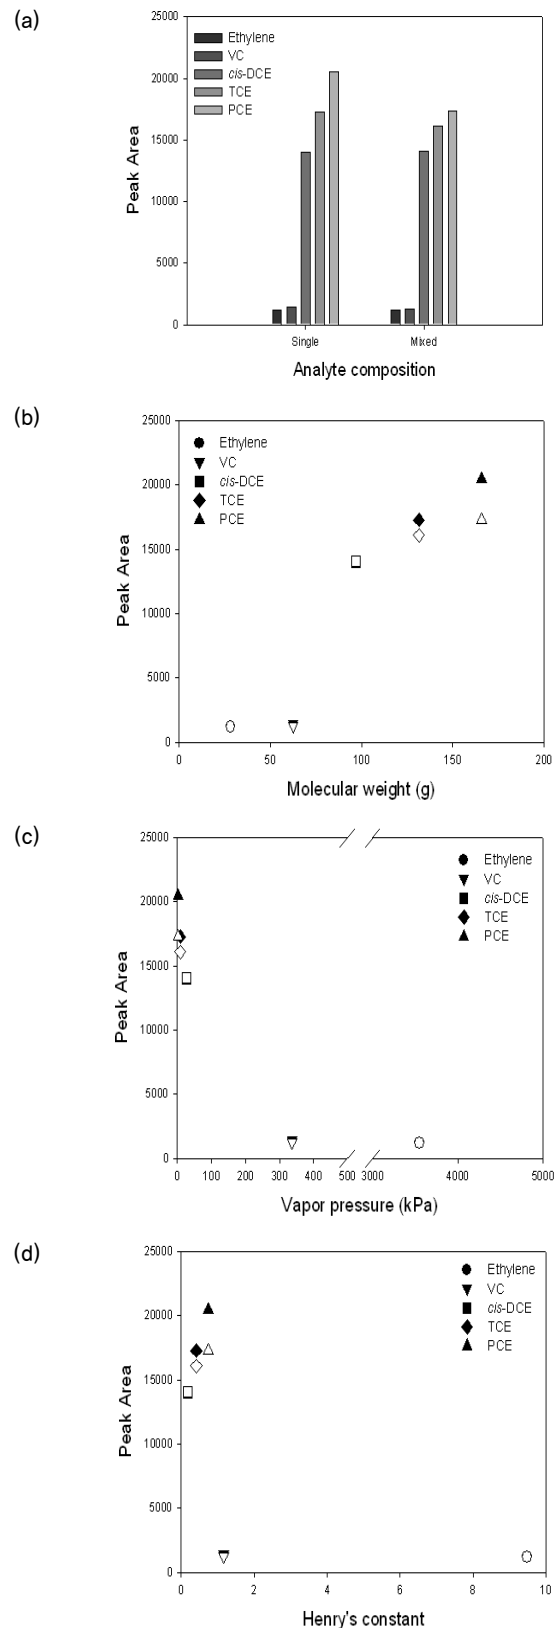 (a)
25000
20000
15000
10000
5000
0
Peak Area
Ethylene
VC
cis-DCE
TCE
PCE
Single
Mixed
Analyte composition
(b)
25000
20000
15000
10000
5000
0
Peak Area
Ethylene
VC
cis-DCE
TCE
PCE
0 50 100 150 200
Molecular weight (g)
(c)
25000
20000
15000
10000
5000
0
Peak Area
Ethylene
VC
cis-DCE
TCE
PCE
0 100 200 300 400 500 3000 4000 5000
Vapor pressure (kPa)
(d)
25000
20000
15000
10000
5000
0
Peak Area
Ethylene
VC
cis-DCE
TCE
PCE
0 2 4 6 8 10
Henry's constant